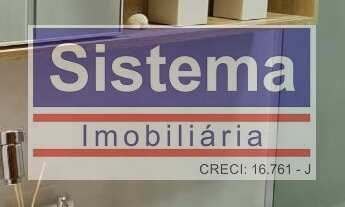 Sistema
Imobiliária
CRECI: 16.761 - J